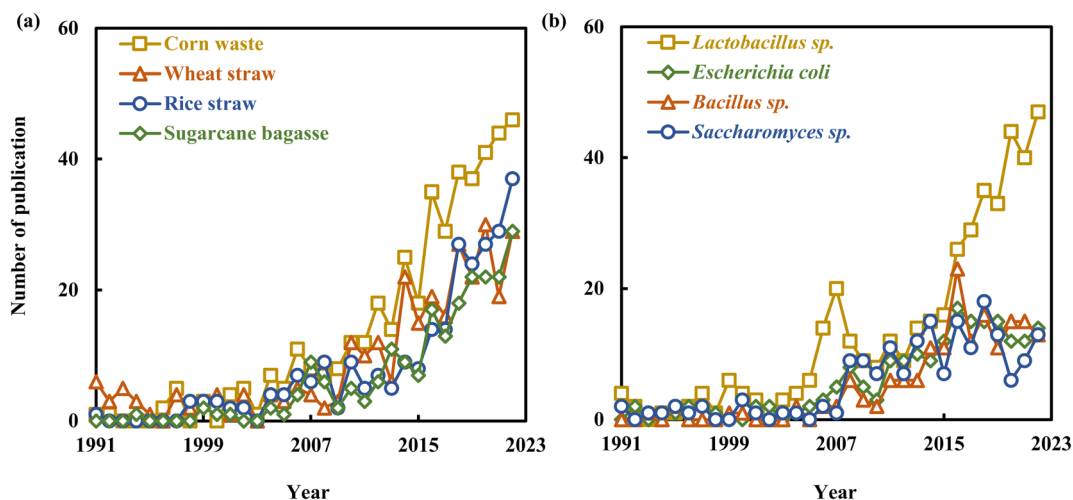 (a)
60
40
20
0
Number of publication
Corn waste
Wheat straw
Rice straw
Sugarcane bagasse
1991 1999 2007 2015 2023
Year
(b)
60
40
20
0
Lactobacillus sp.
Escherichia coli
Bacillus sp.
Saccharomyces sp.
1991 1999 2007 2015 2023
Year